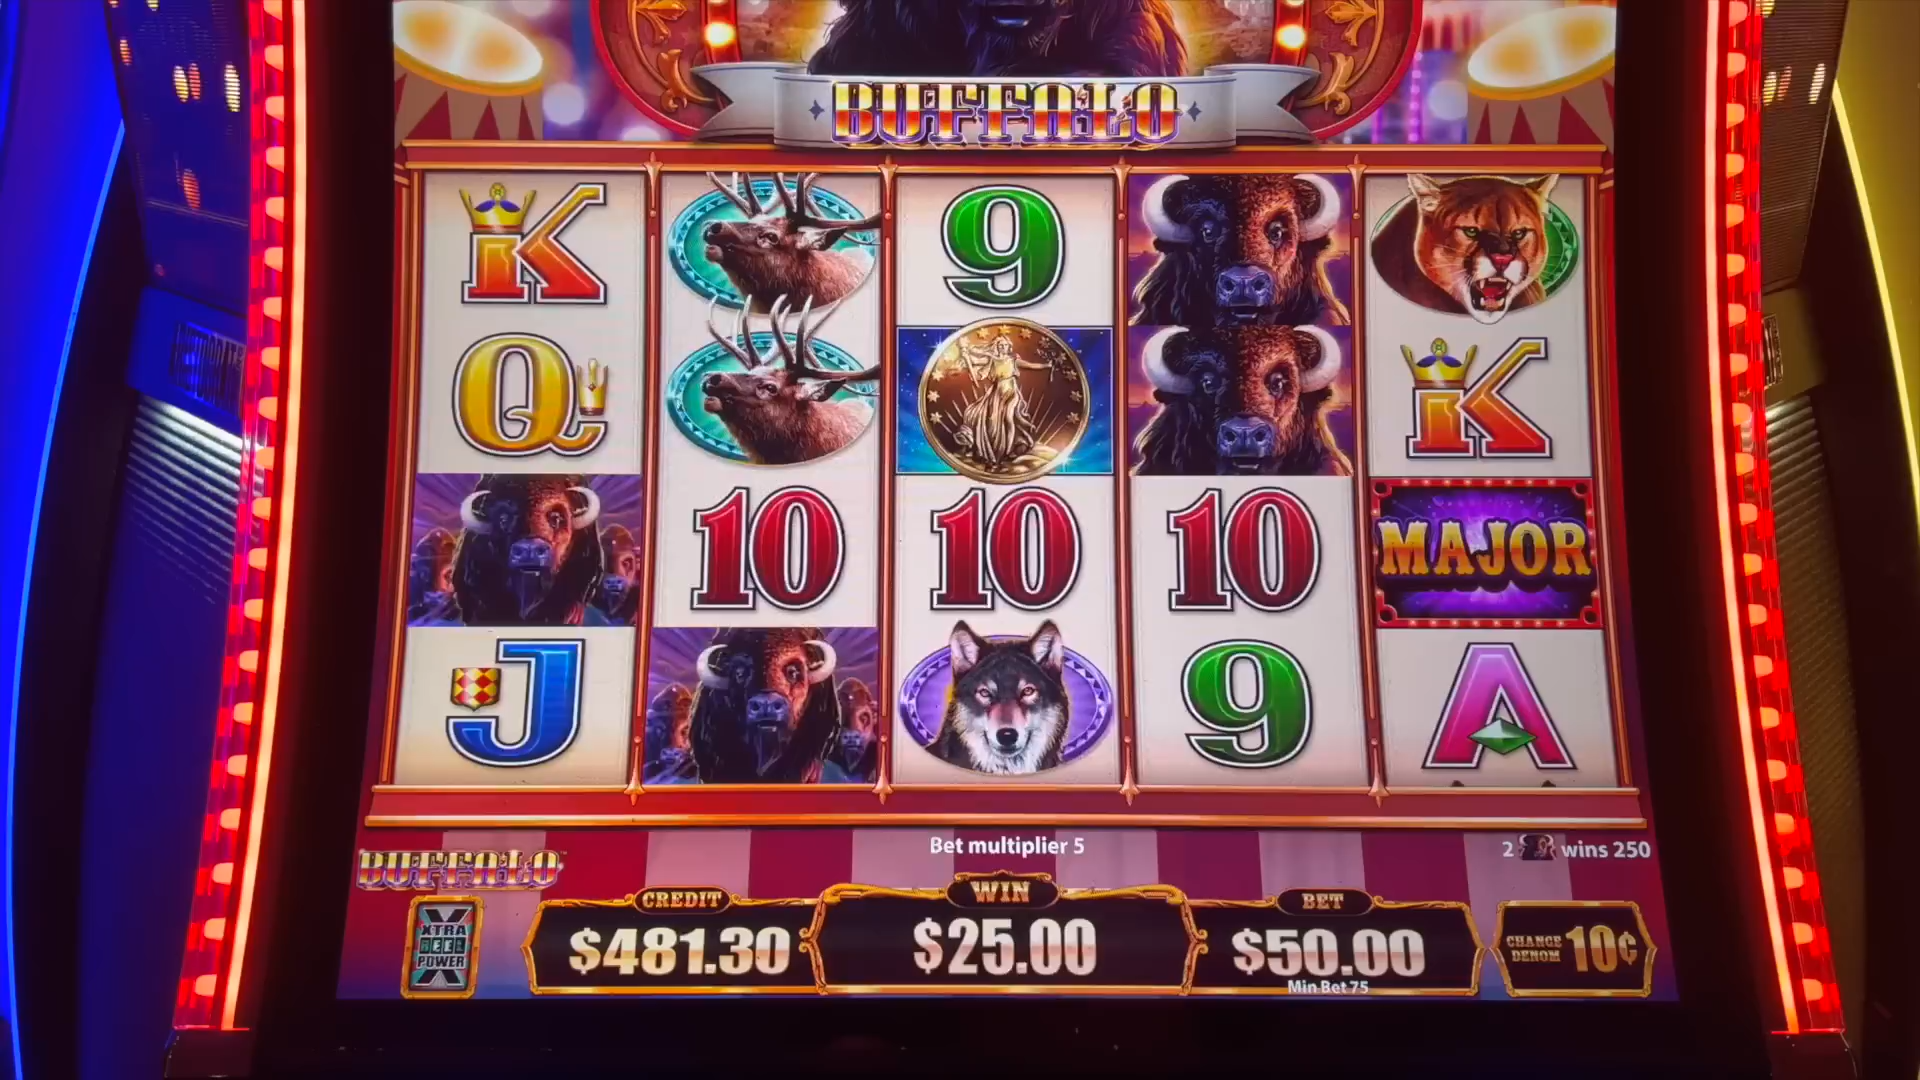 BUFFALO
K
9
Q
K
10
10
10
MAJOR
J
9
A
Bet multiplier 5
2 wins 250
BUFFALO
XTRA
REEL
POWER
X
CREDIT
$481.30
WIN
$25.00
BET
$50.00
Min Bet 75
CHANGE
DENOM
10¢